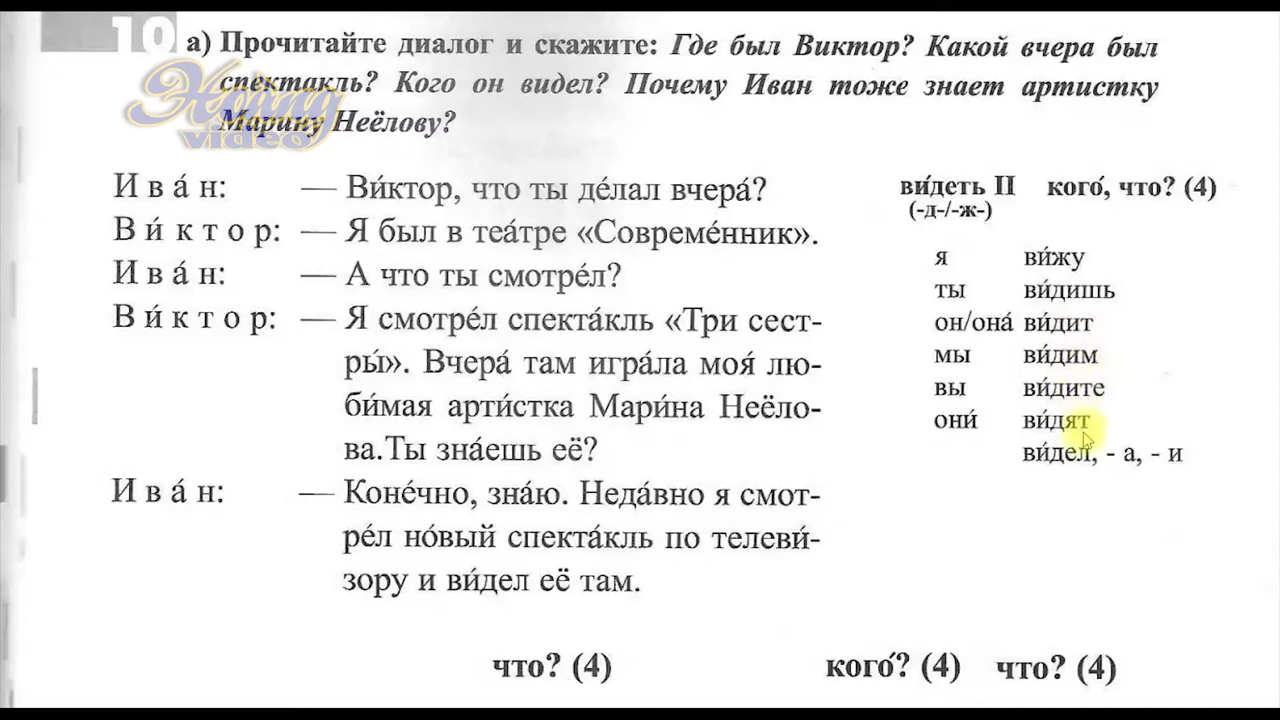 10 а) Прочитайте диалог и скажите: Где был Виктор? Какой вчера был
спектакль? Кого он видел? Почему Иван тоже знает артистку
Марину Неёлову?
Хоàng
video
Ива́н: — Ви́ктор, что ты де́лал вчера́?
Ви́ктор: — Я был в теа́тре «Совреме́нник».
Ива́н: — А что ты смотре́л?
Ви́ктор: — Я смотре́л спекта́кль «Три сест-
ры́». Вчера́ там игра́ла моя́ лю-
би́мая арти́стка Мари́на Неёло-
ва.Ты зна́ешь её?
Ива́н: — Коне́чно, зна́ю. Неда́вно я смот-
ре́л но́вый спекта́кль по телеви́-
зору и ви́дел её там.
ви́деть II кого́, что? (4)
(-д-/-ж-)
я ви́жу
ты ви́дишь
он/она́ ви́дит
мы ви́дим
вы ви́дите
они́ ви́дят
ви́дел, - а, - и
что? (4) кого́? (4) что? (4)